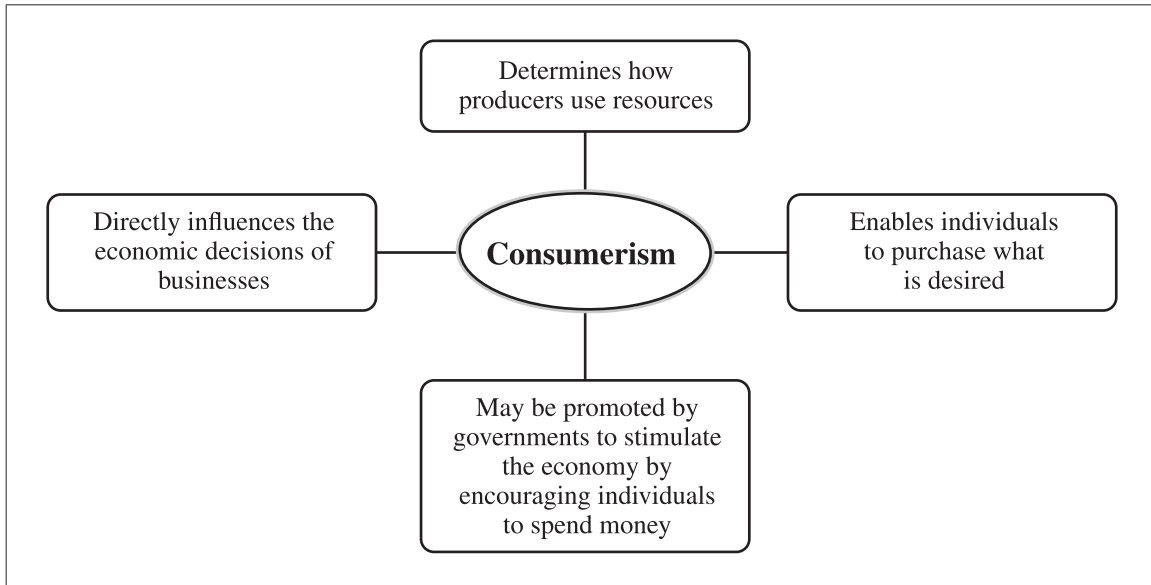 Determines how
producers use resources
Directly influences the
economic decisions of
businesses
Consumerism
Enables individuals
to purchase what
is desired
May be promoted by
governments to stimulate
the economy by
encouraging individuals
to spend money